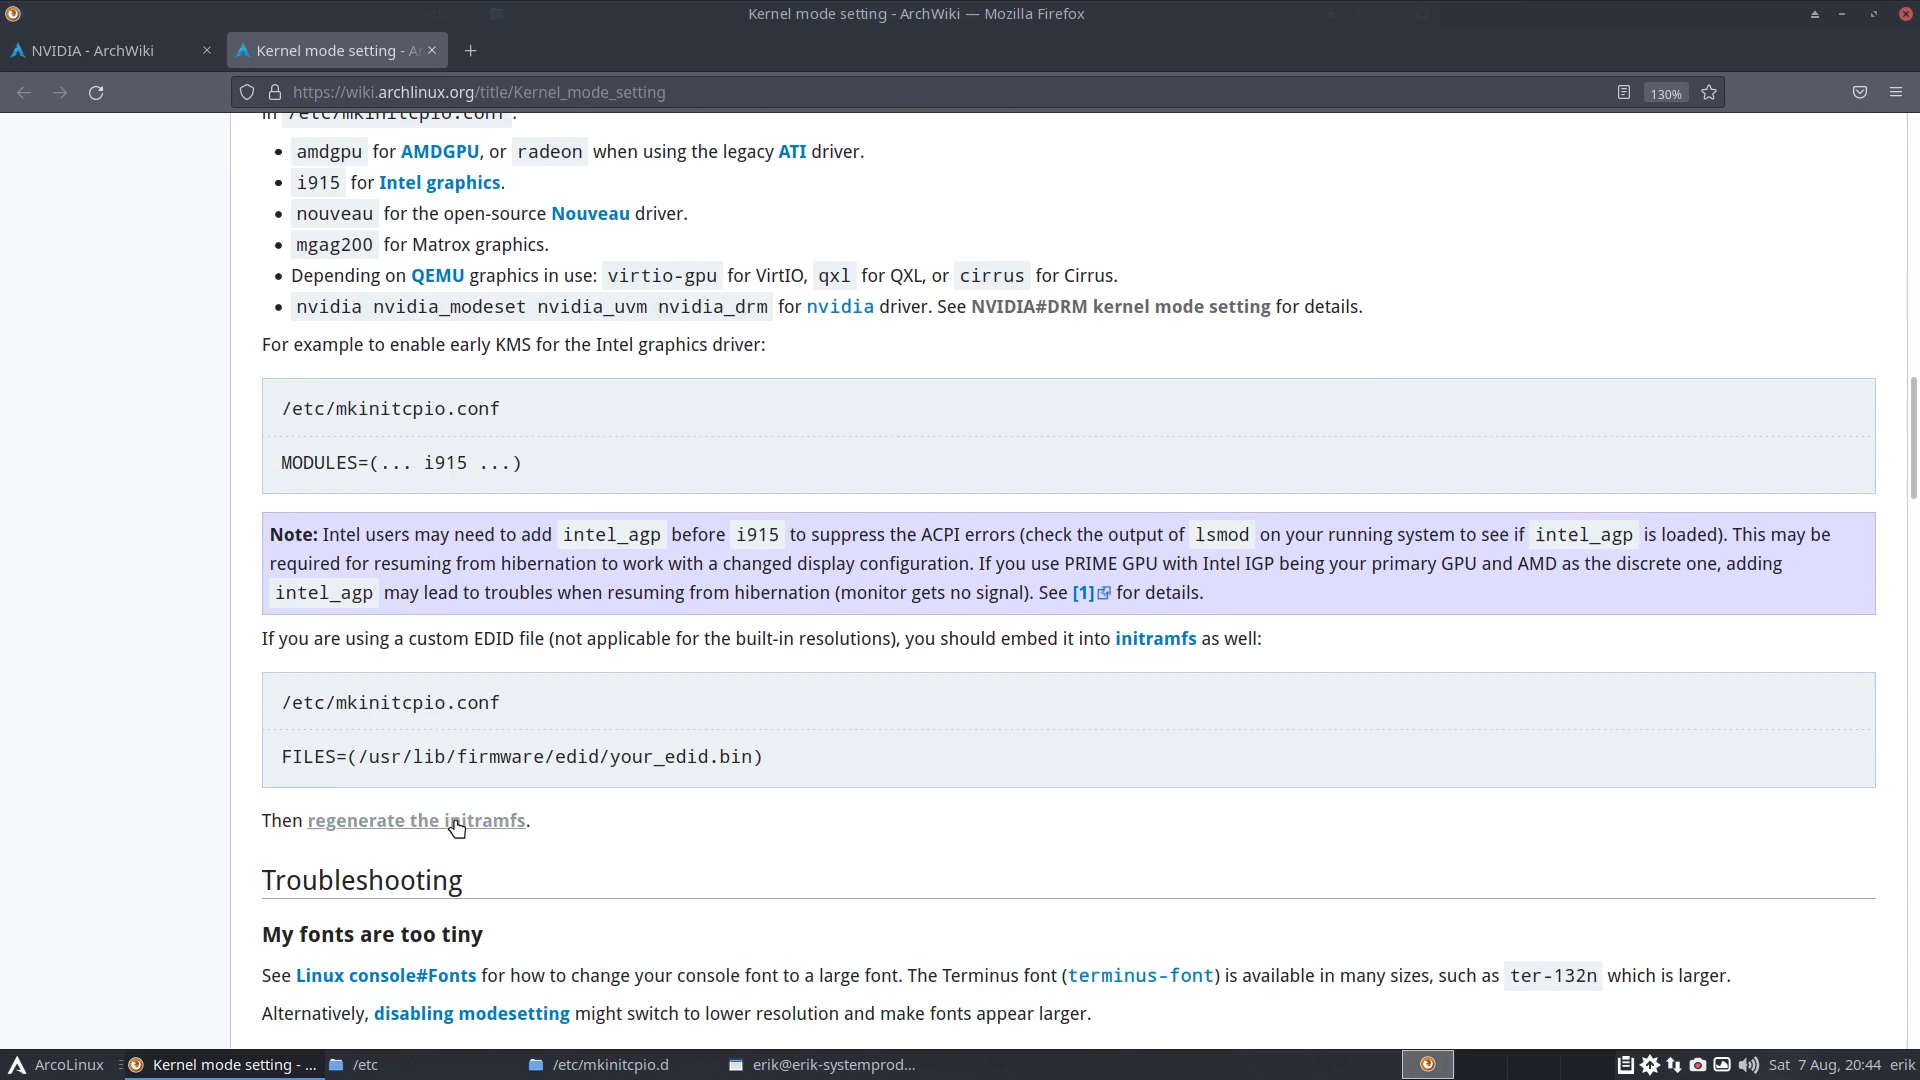 Kernel mode setting - ArchWiki — Mozilla Firefox
NVIDIA - ArchWiki
Kernel mode setting - Ar
https://wiki.archlinux.org/title/Kernel_mode_setting
130%
in /etc/mkinitcpio.conf :
amdgpu for AMDGPU, or radeon when using the legacy ATI driver.
i915 for Intel graphics.
nouveau for the open-source Nouveau driver.
mgag200 for Matrox graphics.
Depending on QEMU graphics in use: virtio-gpu for VirtIO, qxl for QXL, or cirrus for Cirrus.
nvidia nvidia_modeset nvidia_uvm nvidia_drm for nvidia driver. See NVIDIA#DRM kernel mode setting for details.
For example to enable early KMS for the Intel graphics driver:
/etc/mkinitcpio.conf
MODULES=(... i915 ...)
Note: Intel users may need to add intel_agp before i915 to suppress the ACPI errors (check the output of lsmod on your running system to see if intel_agp is loaded). This may be
required for resuming from hibernation to work with a changed display configuration. If you use PRIME GPU with Intel IGP being your primary GPU and AMD as the discrete one, adding
intel_agp may lead to troubles when resuming from hibernation (monitor gets no signal). See [1] for details.
If you are using a custom EDID file (not applicable for the built-in resolutions), you should embed it into initramfs as well:
/etc/mkinitcpio.conf
FILES=(/usr/lib/firmware/edid/your_edid.bin)
Then regenerate the initramfs.
Troubleshooting
My fonts are too tiny
See Linux console#Fonts for how to change your console font to a large font. The Terminus font (terminus-font) is available in many sizes, such as ter-132n which is larger.
Alternatively, disabling modesetting might switch to lower resolution and make fonts appear larger.
ArcoLinux
Kernel mode setting - ...
/etc
/etc/mkinitcpio.d
erik@erik-systemprod...
Sat 7 Aug, 20:44 erik